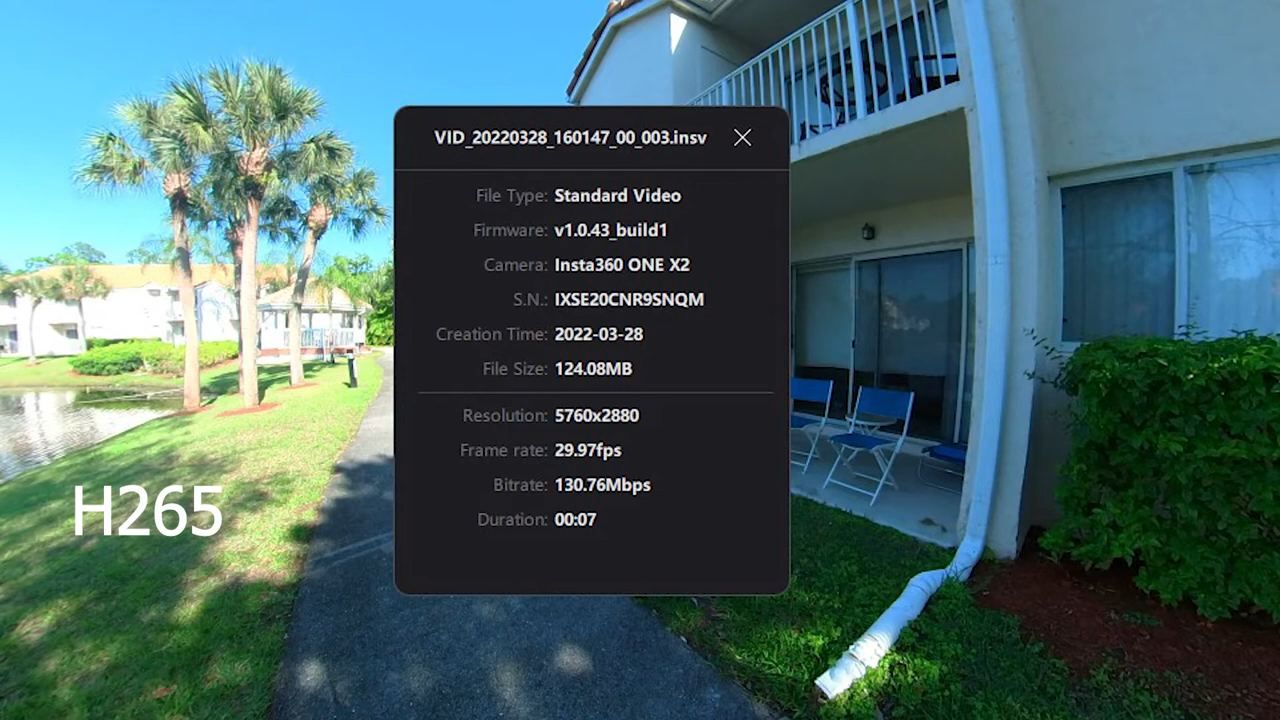 VID_20220328_160147_00_003.insv
File Type: Standard Video
Firmware: v1.0.43_build1
Camera: Insta360 ONE X2
S.N.: IXSE20CNR9SNQM
Creation Time: 2022-03-28
File Size: 124.08MB
Resolution: 5760x2880
Frame rate: 29.97fps
Bitrate: 130.76Mbps
Duration: 00:07
H265